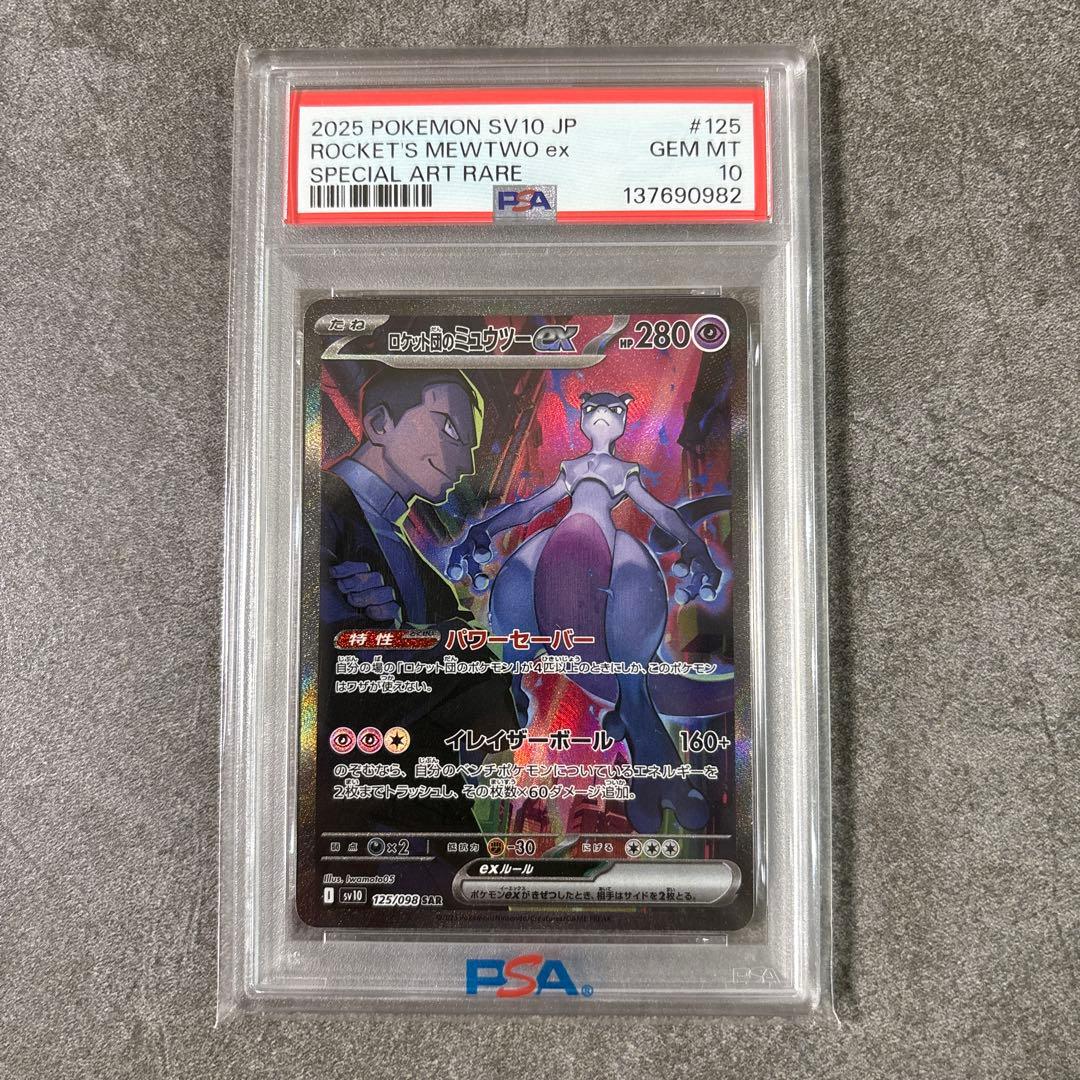 2025 POKEMON SV10 JP #125
ROCKET'S MEWTWO ex GEM MT
SPECIAL ART RARE 10
PSA 137690982
たね ロケット団のミュウツーex HP280
特性 パワーセーバー
自分の場の「ロケット団のポケモン」が4匹以上のときにしか、このポケモン
はワザが使えない。
イレイザーボール 160+
のぞむなら、自分のベンチポケモンについているエネルギーを
2枚までトラッシュし、その枚数×60ダメージ追加。
弱点 ×2 抵抗力 -30 にげる
Illus. Iwamoto05
exルール
I sv10 125/098 SAR
ポケモンexがきぜつしたとき、相手はサイドを2枚とる。
©2025 Pokémon/Nintendo/Creatures/GAME FREAK
PSA®
PSA